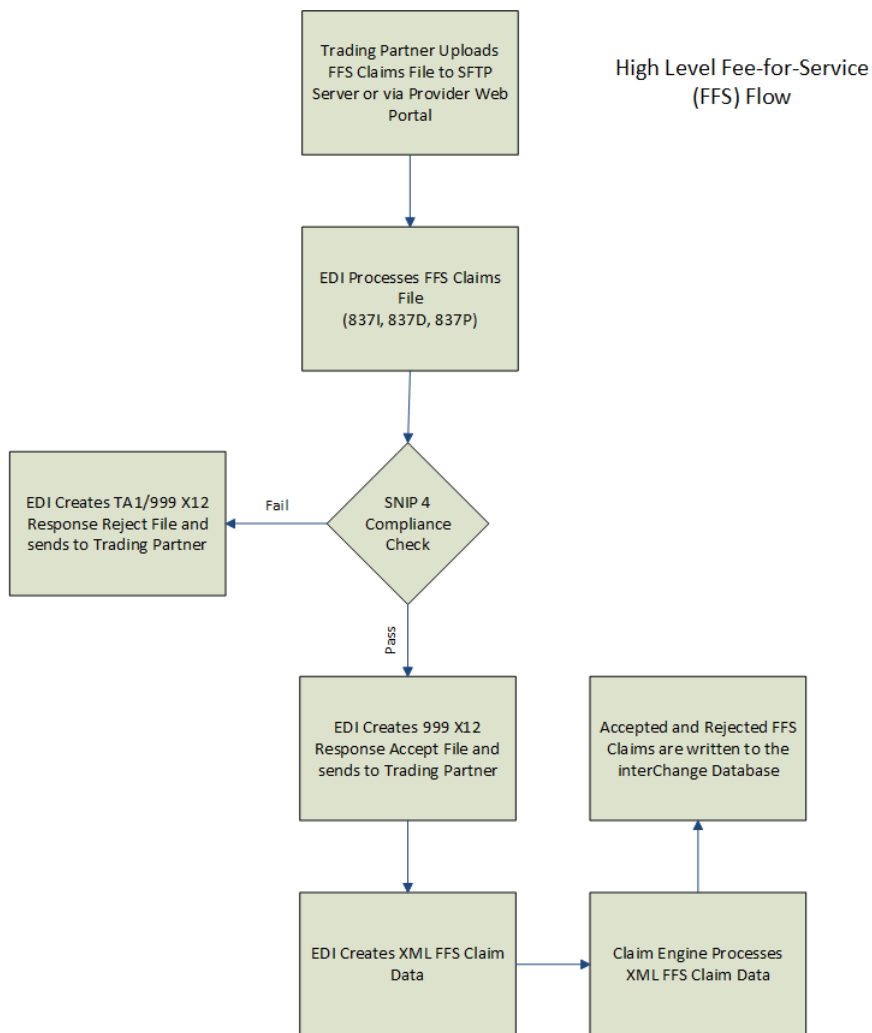 Trading Partner Uploads
FFS Claims File to SFTP
Server or via Provider Web
Portal
High Level Fee-for-Service
(FFS) Flow
EDI Processes FFS Claims
File
(837I, 837D, 837P)
EDI Creates TA1/999 X12
Response Reject File and
sends to Trading Partner
Fail
SNIP 4
Compliance
Check
Pass
EDI Creates 999 X12
Response Accept File and
sends to Trading Partner
Accepted and Rejected FFS
Claims are written to the
interChange Database
EDI Creates XML FFS Claim
Data
Claim Engine Processes
XML FFS Claim Data